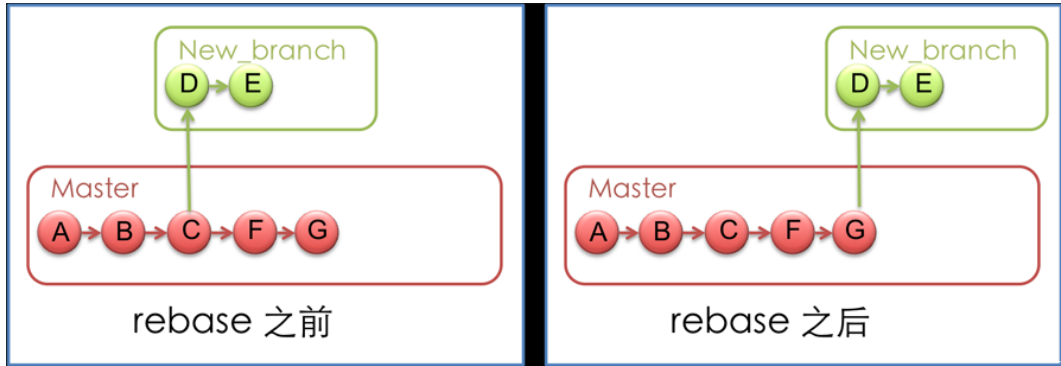 New_branch
D E
Master
A B C F G
rebase 之前
New_branch
D E
Master
A B C F G
rebase 之后